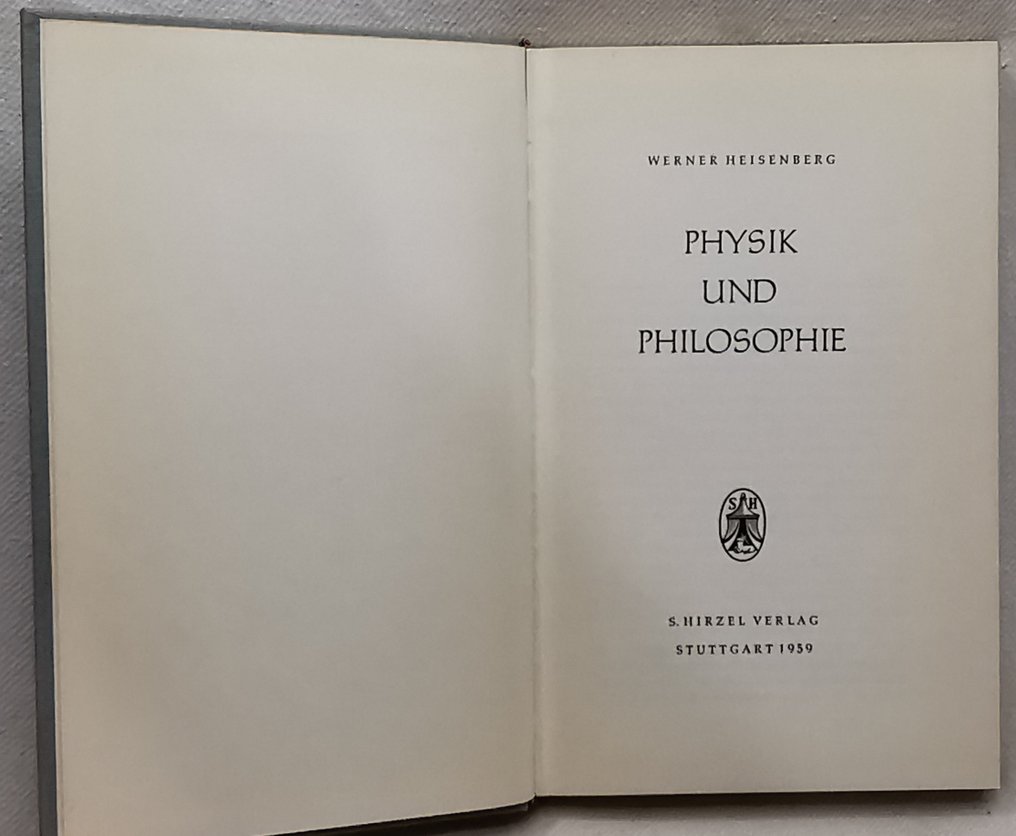 WERNER HEISENBERG
PHYSIK
UND
PHILOSOPHIE
S H
S. HIRZEL VERLAG
STUTTGART 1959